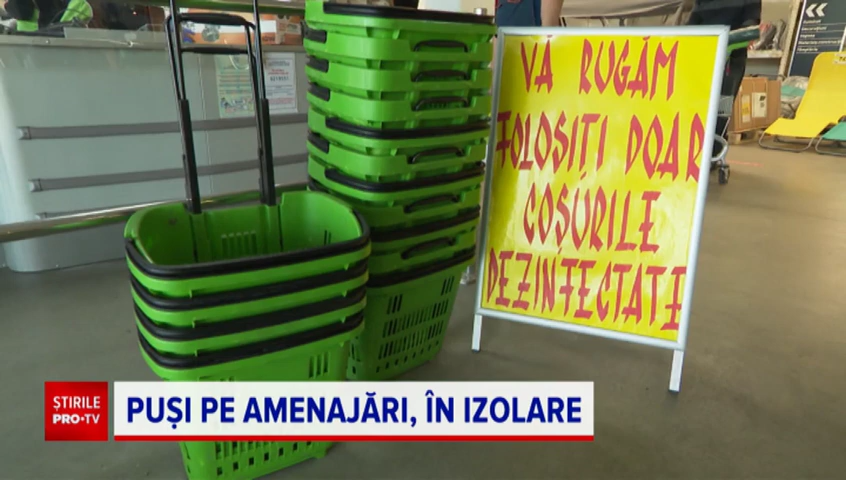 VĂ RUGĂM
FOLOSIȚI DOAR
COȘURILE
DEZINFECTATE
ȘTIRILE
PRO•TV
PUȘI PE AMENAJĂRI, ÎN IZOLARE